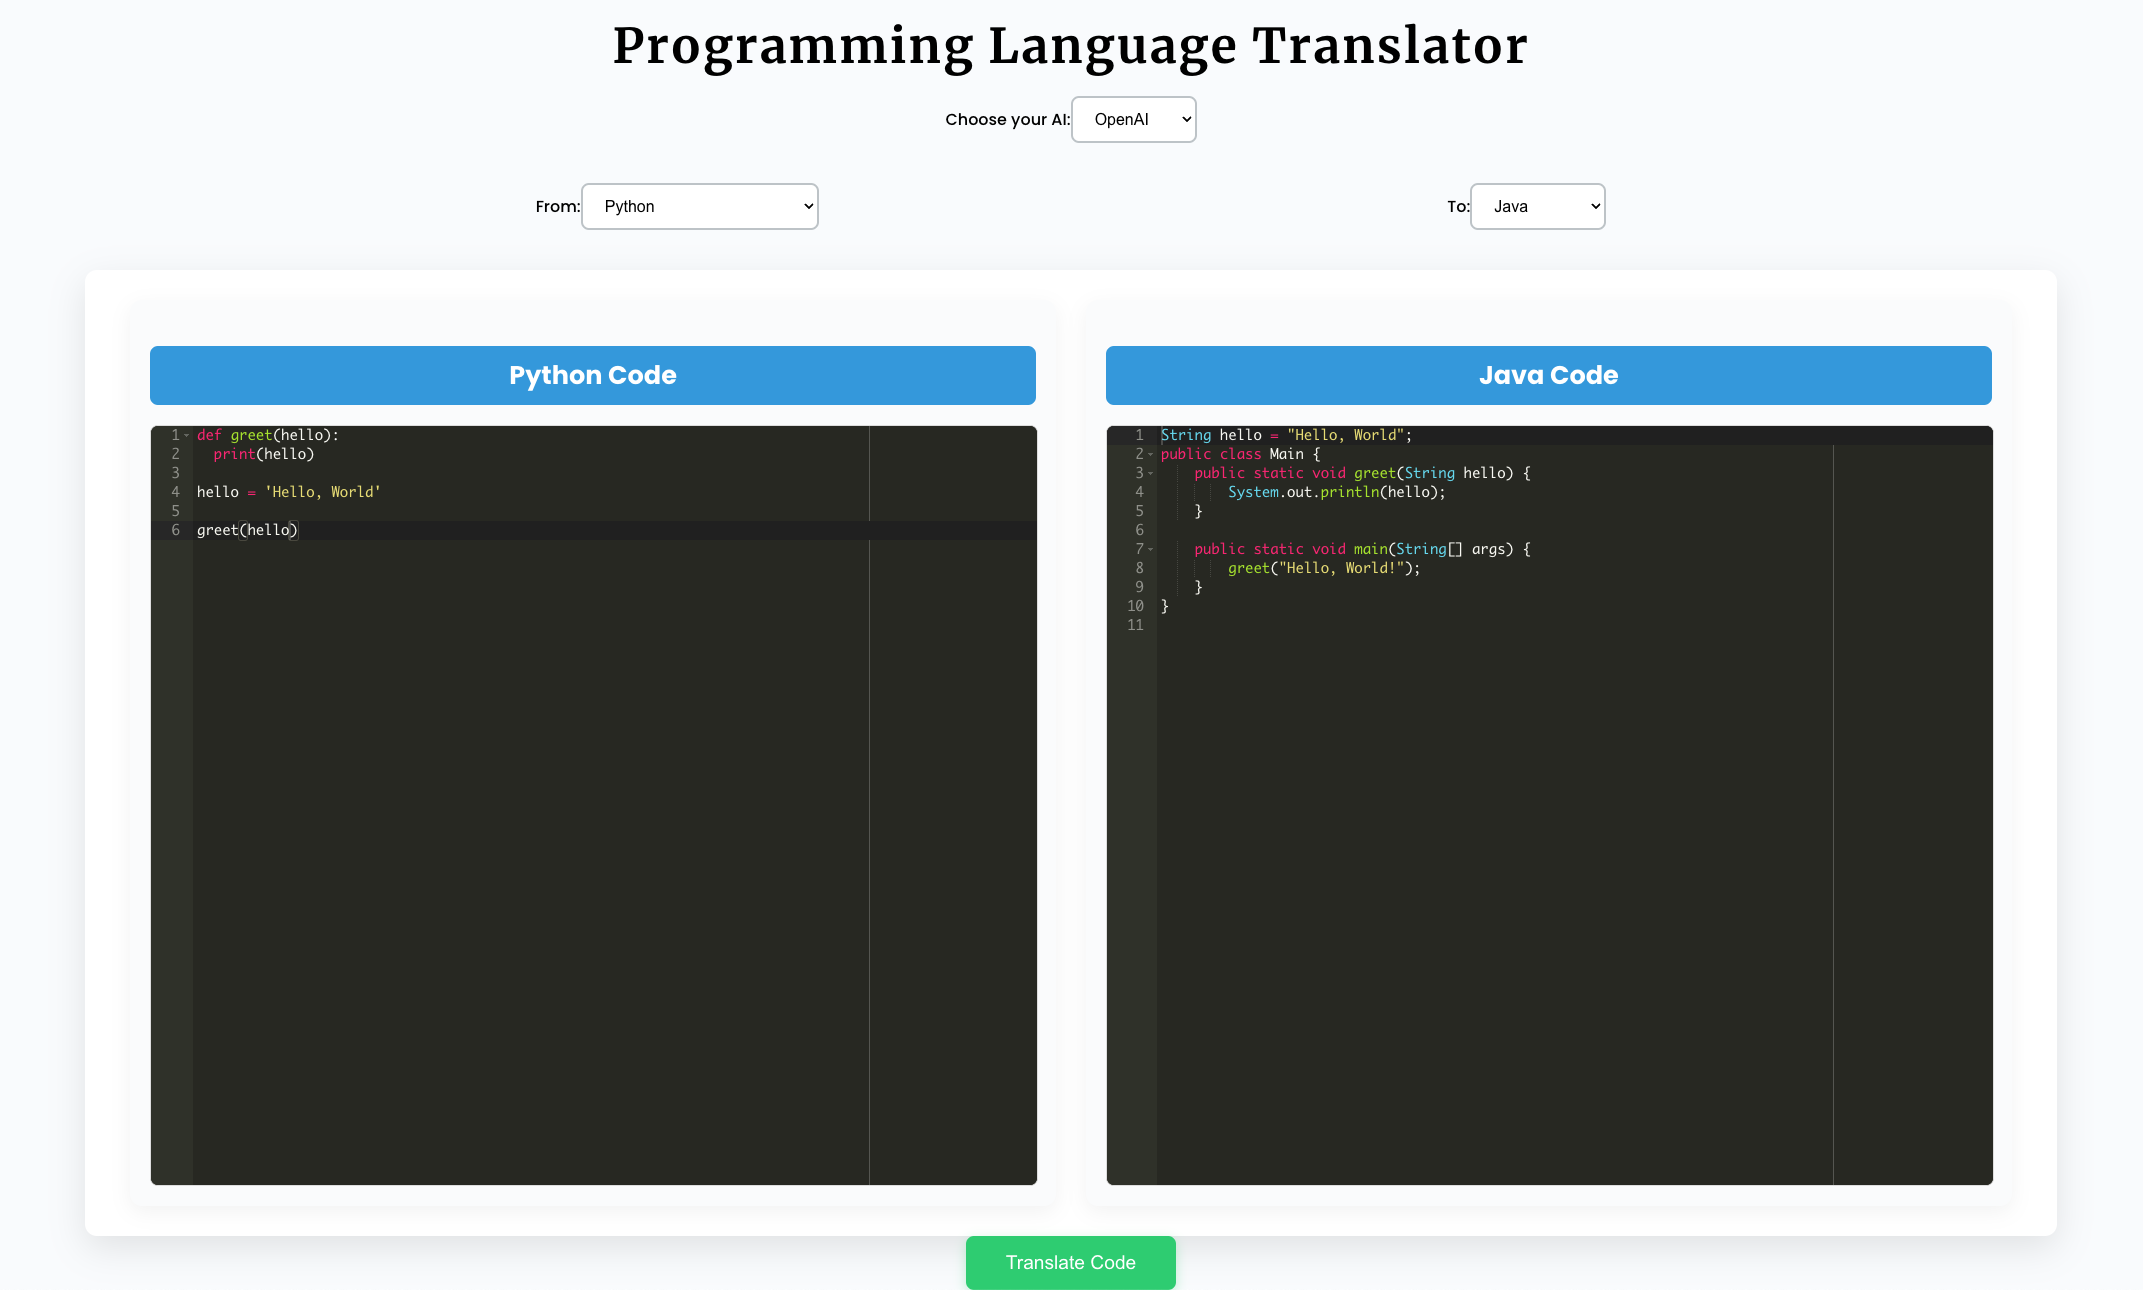 Programming Language Translator
Choose your AI: OpenAI
From: Python
To: Java
Python Code
1 def greet(hello):
2   print(hello)
3
4 hello = 'Hello, World'
5
6 greet(hello)
Java Code
1 String hello = "Hello, World";
2 public class Main {
3     public static void greet(String hello) {
4         System.out.println(hello);
5     }
6
7     public static void main(String[] args) {
8         greet("Hello, World!");
9     }
10 }
11
Translate Code